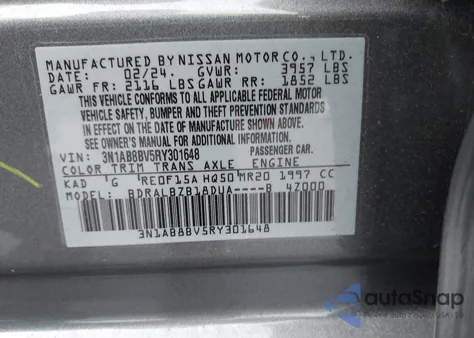 MANUFACTURED BY NISSAN MOTOR CO., LTD.
DATE: 02/24. GVWR: 3957 LBS
GAWR FR: 2116 LBS GAWR RR: 1852 LBS
THIS VEHICLE CONFORMS TO ALL APPLICABLE FEDERAL MOTOR
VEHICLE SAFETY, BUMPER, AND THEFT PREVENTION STANDARDS
IN EFFECT ON THE DATE OF MANUFACTURE SHOWN ABOVE.
SEE OWNER'S MANUAL FOR ADDITIONAL INFORMATION.
VIN: 3N1AB8BV5RY301648 PASSENGER CAR.
COLOR TRIM TRANS AXLE ENGINE
KAD G RE0F15A HQ50 MR20 1997 CC
MODEL: BDRALBZB18DUA----B 4Z000
3N1AB8BV5RY301648
autoSnap